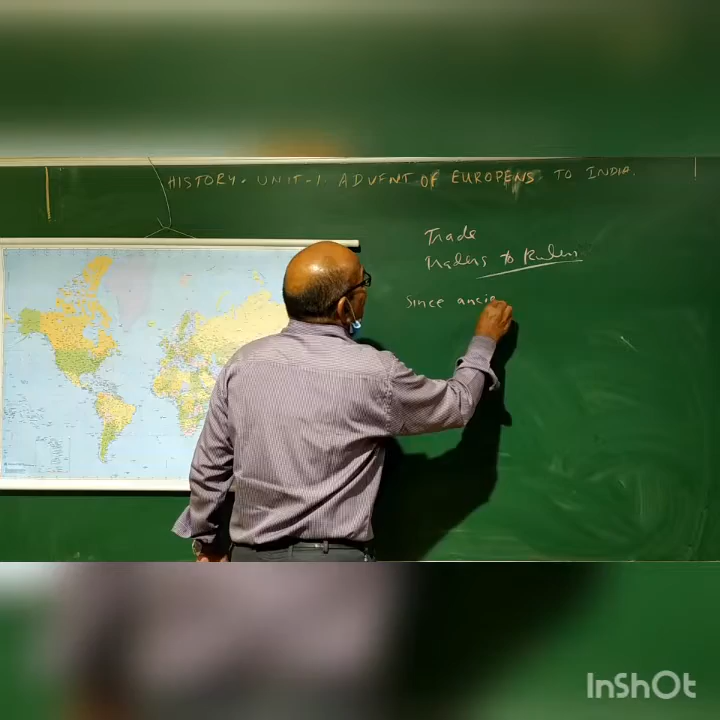 HISTORY. UNIT-1. ADVENT OF EUROPENS TO INDIA.
Trade
Traders to Rulers
Since ancie
InShOt